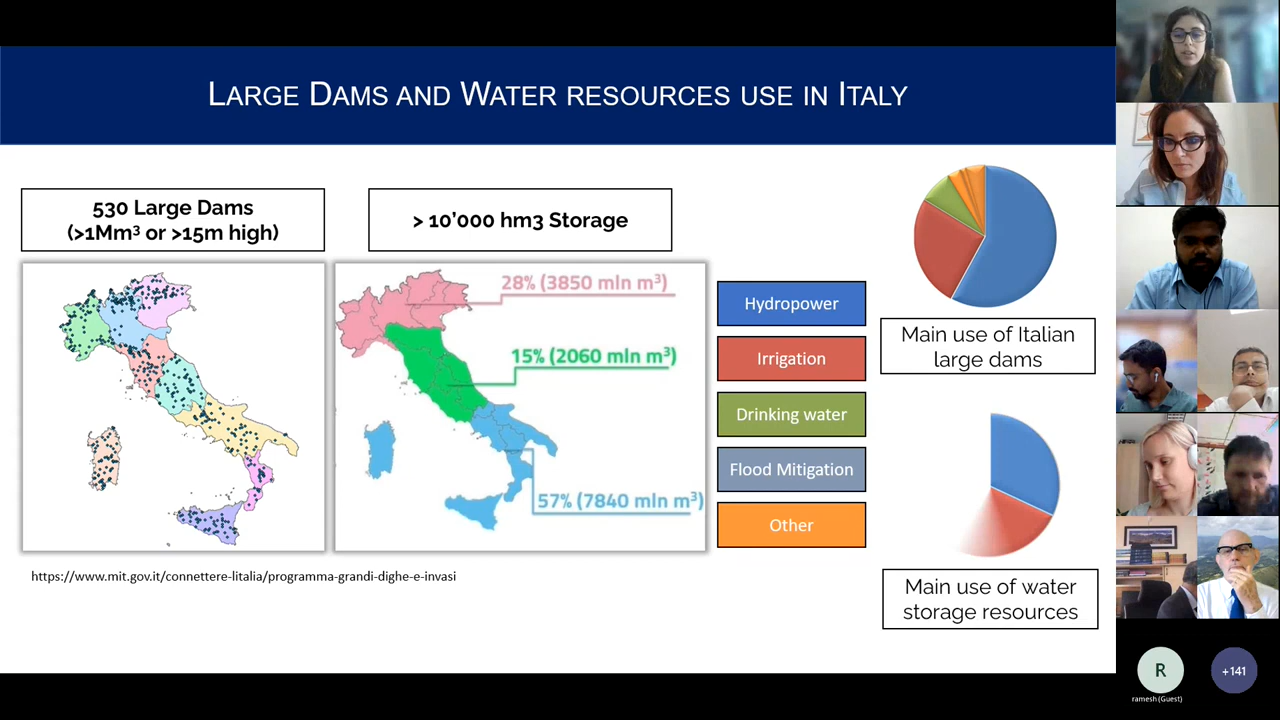 LARGE DAMS AND WATER RESOURCES USE IN ITALY
530 Large Dams
(>1Mm³ or >15m high)
> 10'000 hm3 Storage
28% (3850 mln m³)
15% (2060 mln m³)
57% (7840 mln m³)
Hydropower
Irrigation
Drinking water
Flood Mitigation
Other
Main use of Italian
large dams
Main use of water
storage resources
https://www.mit.gov.it/connettere-litalia/programma-grandi-dighe-e-invasi
R
ramesh (Guest)
+141